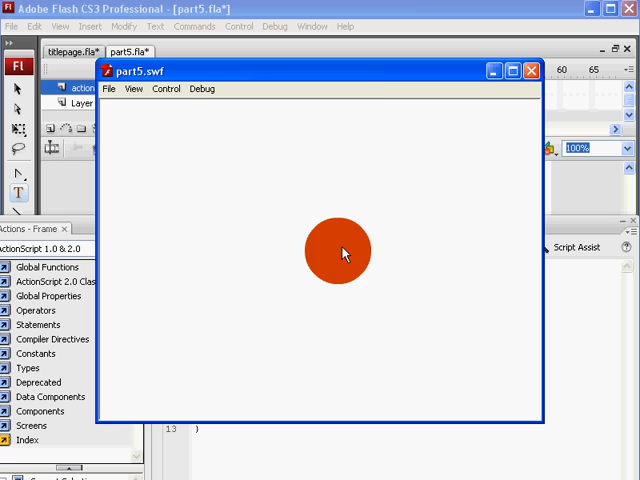 Adobe Flash CS3 Professional - [part5.fla*]
File Edit View Insert Modify Text Commands Control Debug Window Help
titlepage.fla* part5.fla*
Fl
part5.swf
60 65
File View Control Debug
action
Layer
100%
T
Actions - Frame
ActionScript 1.0 & 2.0
Script Assist
Global Functions
ActionScript 2.0 Clas
Global Properties
Operators
Statements
Compiler Directives
Constants
Types
Deprecated
Data Components
Components
Screens
Index
13 )